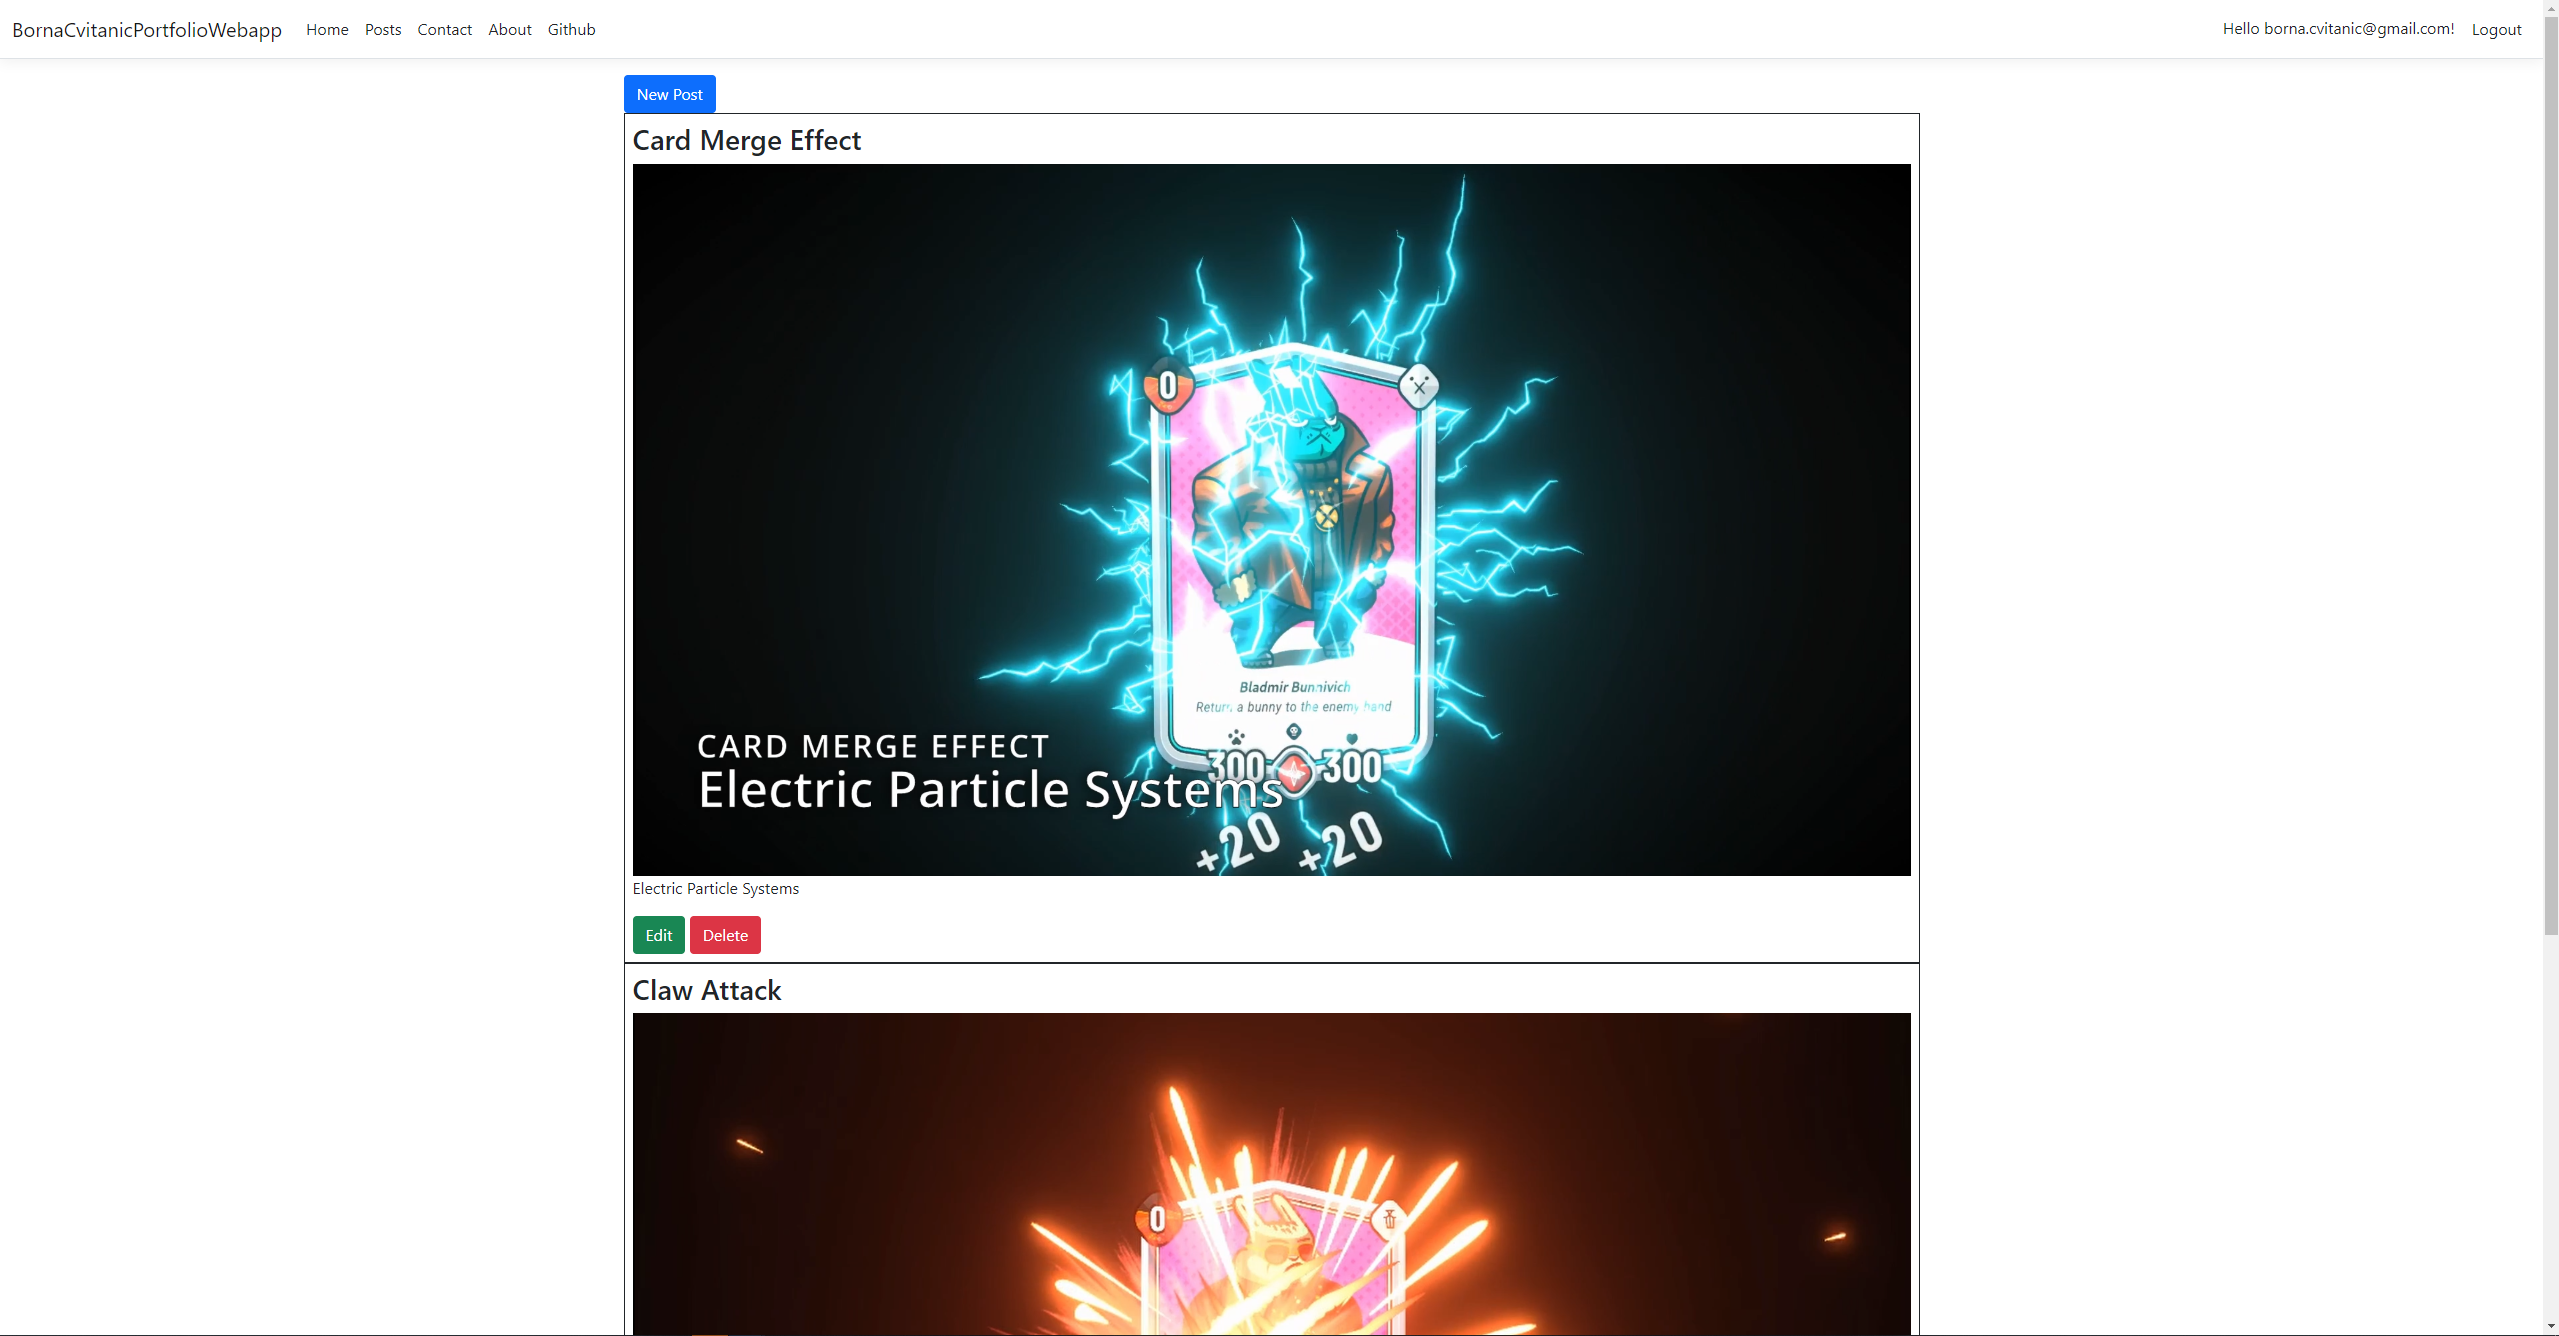 BornaCvitanicPortfolioWebapp Home Posts Contact About Github Hello borna.cvitanic@gmail.com! Logout
New Post
Card Merge Effect
0
Bladmir Bunnivich
Return a bunny to the enemy hand
300 300
CARD MERGE EFFECT
Electric Particle Systems
+20 +20
Electric Particle Systems
Edit Delete
Claw Attack
0